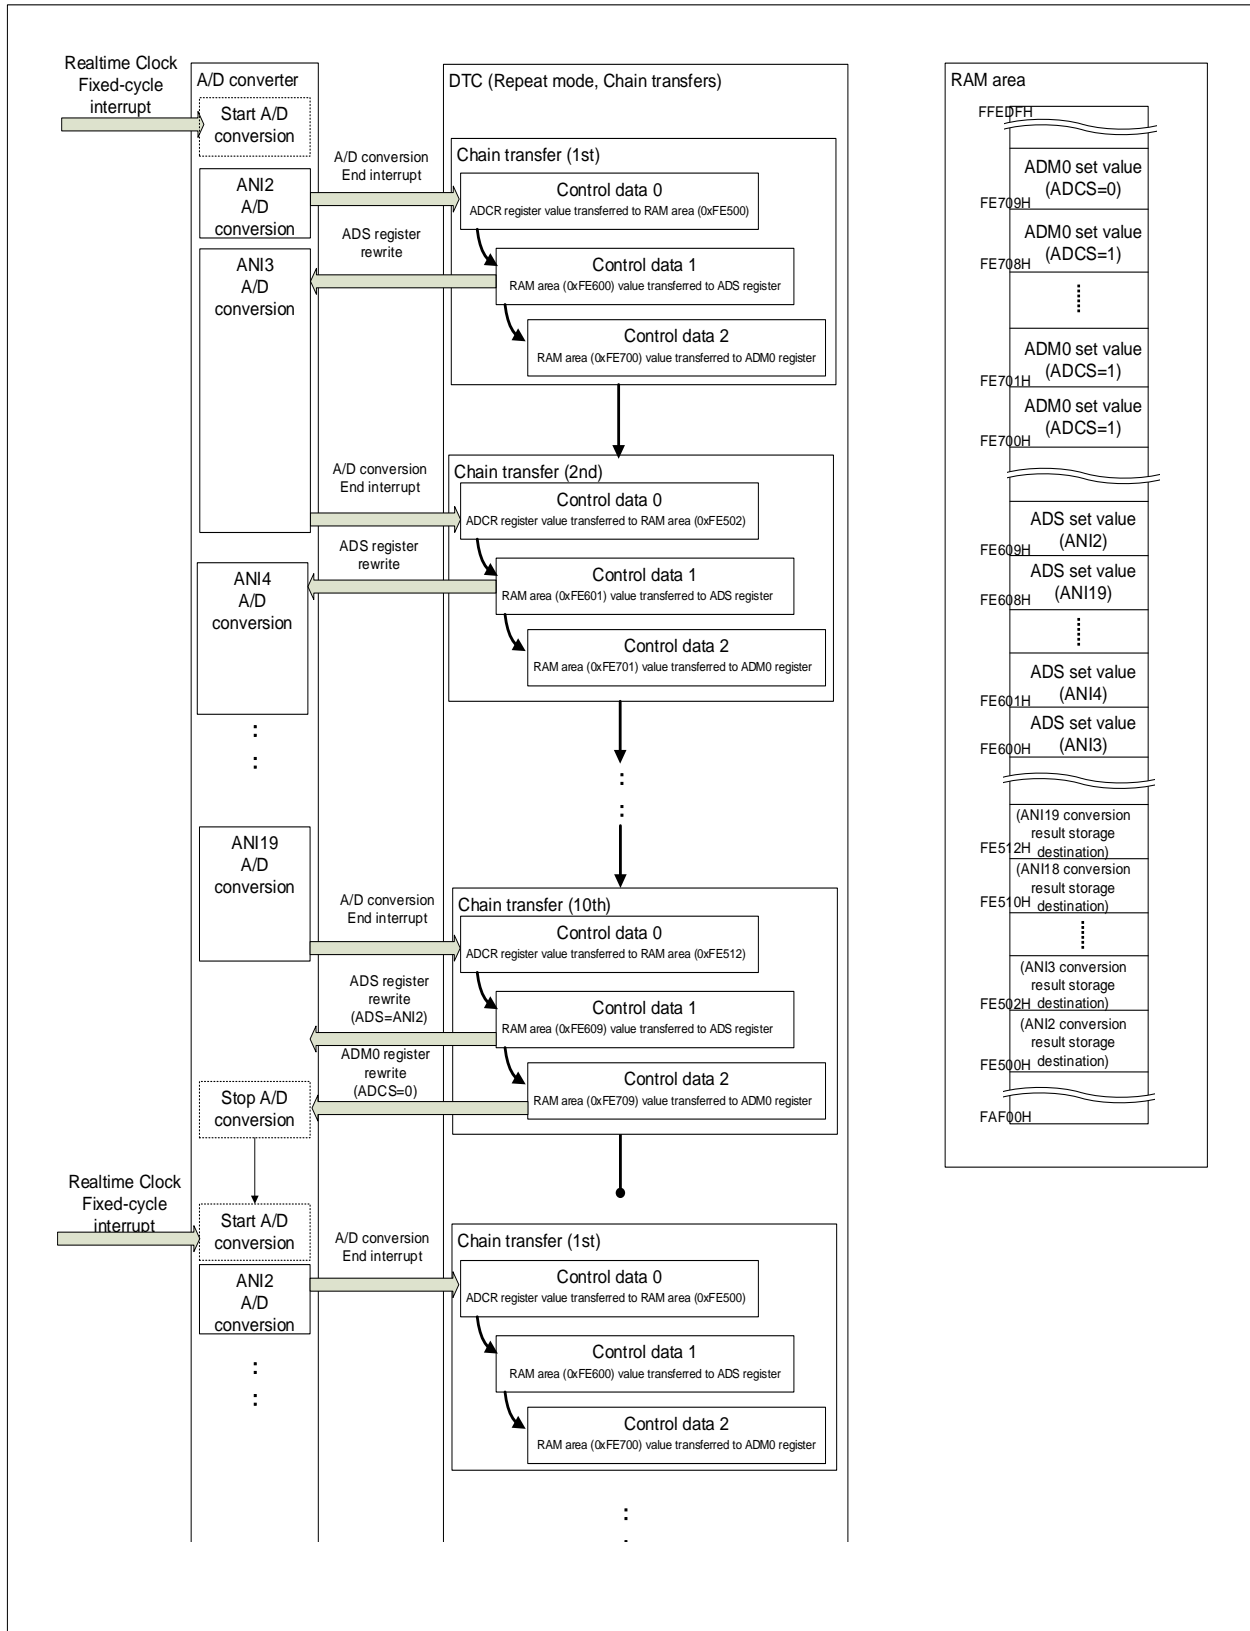 Realtime Clock
Fixed-cycle
interrupt
A/D converter
Start A/D
conversion
ANI2
A/D
conversion
A/D conversion
End interrupt
ADS register
rewrite
ANI3
A/D
conversion
A/D conversion
End interrupt
ADS register
rewrite
ANI4
A/D
conversion
:
:
ANI19
A/D
conversion
A/D conversion
End interrupt
ADS register
rewrite
(ADS=ANI2)
ADM0 register
rewrite
(ADCS=0)
Stop A/D
conversion
Realtime Clock
Fixed-cycle
interrupt
Start A/D
conversion
A/D conversion
End interrupt
ANI2
A/D
conversion
:
:
DTC (Repeat mode, Chain transfers)
Chain transfer (1st)
Control data 0
ADCR register value transferred to RAM area (0xFE500)
Control data 1
RAM area (0xFE600) value transferred to ADS register
Control data 2
RAM area (0xFE700) value transferred to ADM0 register
Chain transfer (2nd)
Control data 0
ADCR register value transferred to RAM area (0xFE502)
Control data 1
RAM area (0xFE601) value transferred to ADS register
Control data 2
RAM area (0xFE701) value transferred to ADM0 register
:
:
Chain transfer (10th)
Control data 0
ADCR register value transferred to RAM area (0xFE512)
Control data 1
RAM area (0xFE609) value transferred to ADS register
Control data 2
RAM area (0xFE709) value transferred to ADM0 register
Chain transfer (1st)
Control data 0
ADCR register value transferred to RAM area (0xFE500)
Control data 1
RAM area (0xFE600) value transferred to ADS register
Control data 2
RAM area (0xFE700) value transferred to ADM0 register
:
RAM area
FFEDFH
ADM0 set value
(ADCS=0)
FE709H
ADM0 set value
(ADCS=1)
FE708H
ADM0 set value
(ADCS=1)
FE701H
ADM0 set value
(ADCS=1)
FE700H
ADS set value
(ANI2)
FE609H
ADS set value
(ANI19)
FE608H
ADS set value
(ANI4)
FE601H
ADS set value
(ANI3)
FE600H
(ANI19 conversion
result storage
destination)
FE512H
(ANI18 conversion
result storage
destination)
FE510H
(ANI3 conversion
result storage
destination)
FE502H
(ANI2 conversion
result storage
destination)
FE500H
FAF00H